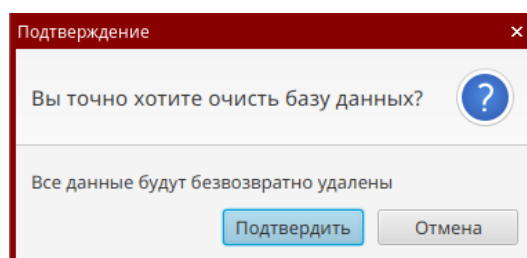 Подтверждение
Вы точно хотите очисть базу данных?
Все данные будут безвозвратно удалены
Подтвердить Отмена